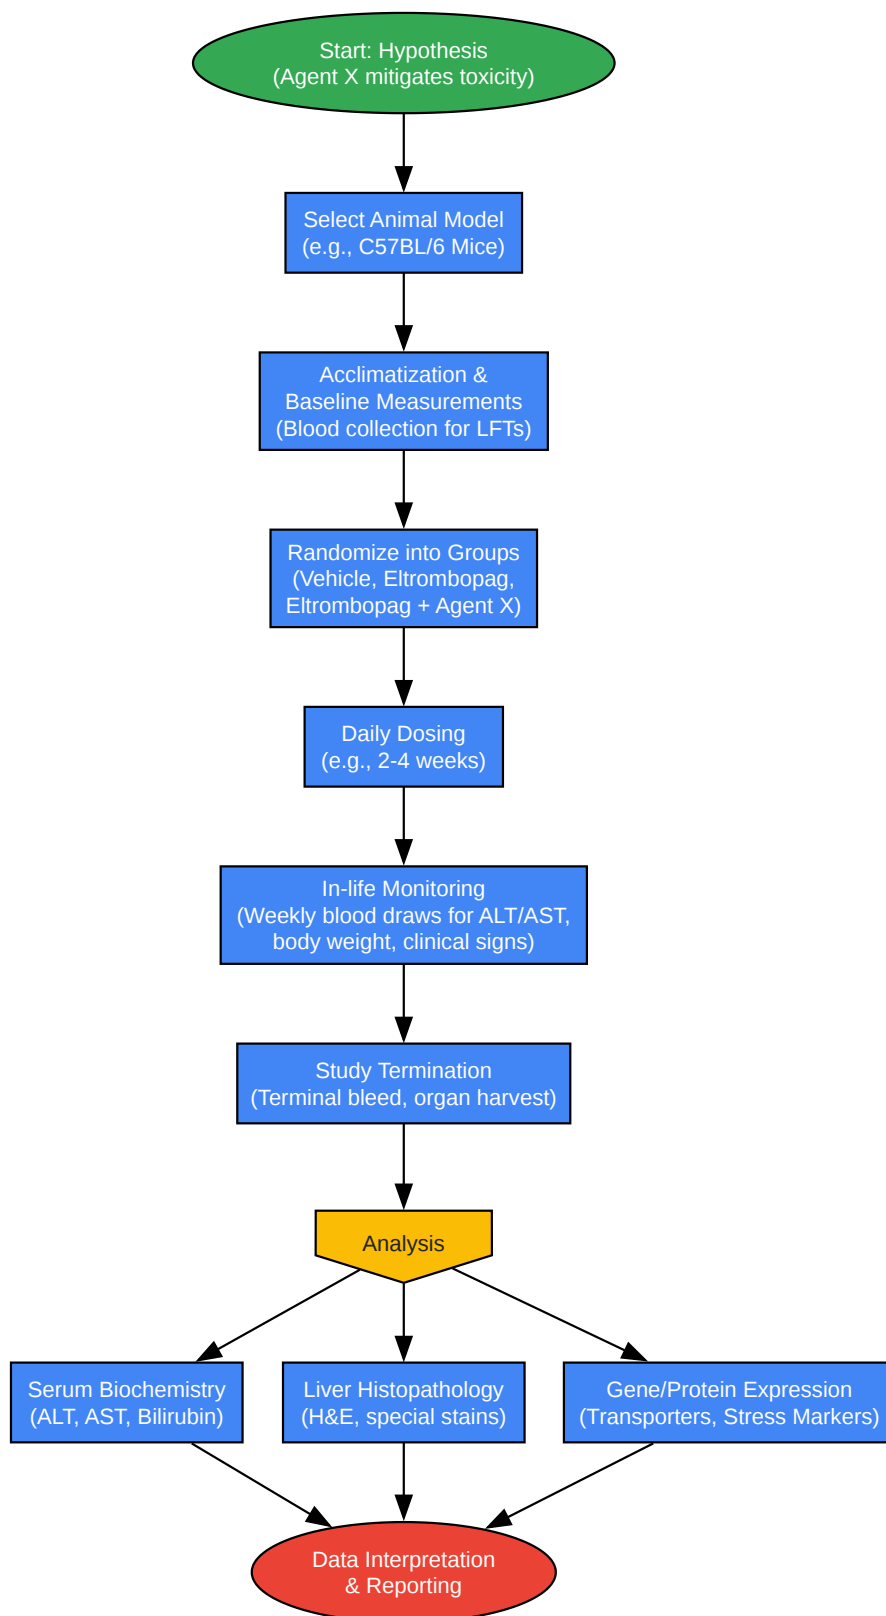 Start: Hypothesis
(Agent X mitigates toxicity)
Select Animal Model
(e.g., C57BL/6 Mice)
Acclimatization &
Baseline Measurements
(Blood collection for LFTs)
Randomize into Groups
(Vehicle, Eltrombopag,
Eltrombopag + Agent X)
Daily Dosing
(e.g., 2-4 weeks)
In-life Monitoring
(Weekly blood draws for ALT/AST,
body weight, clinical signs)
Study Termination
(Terminal bleed, organ harvest)
Analysis
Serum Biochemistry
(ALT, AST, Bilirubin)
Liver Histopathology
(H&E, special stains)
Gene/Protein Expression
(Transporters, Stress Markers)
Data Interpretation
& Reporting